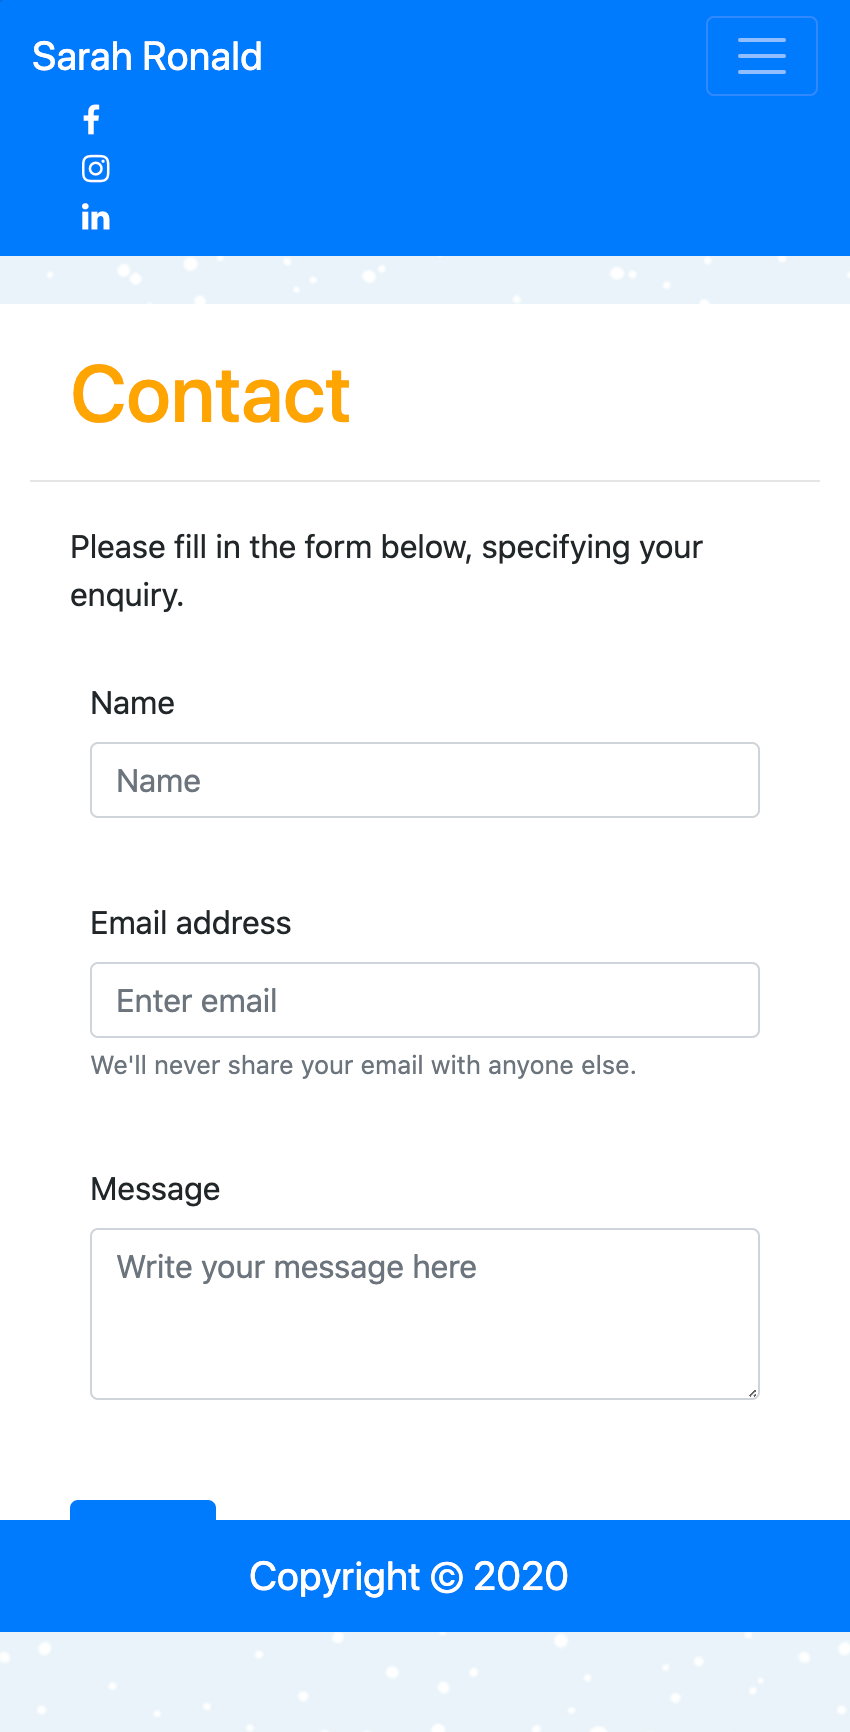 Sarah Ronald
Contact
Please fill in the form below, specifying your
enquiry.
Name
Name
Email address
Enter email
We'll never share your email with anyone else.
Message
Write your message here
Copyright © 2020